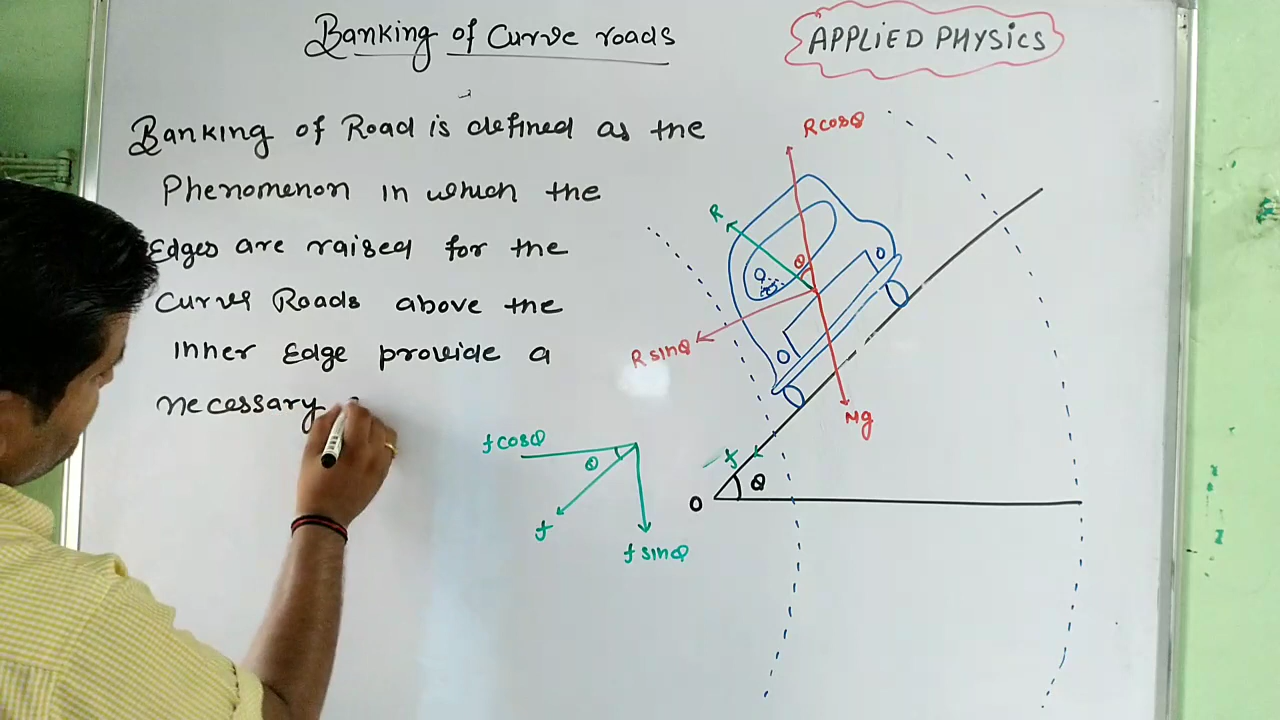 Banking of Curve roads
APPLiED PHYSiCS
Banking of Road is defined as the
Phenomenon in which the
Edges are raised for the
Curve Roads above the
Inner Edge provide a
necessary
R cosθ
R
θ
R sinθ
Mg
f cosθ
θ
f
f sinθ
f
θ
O